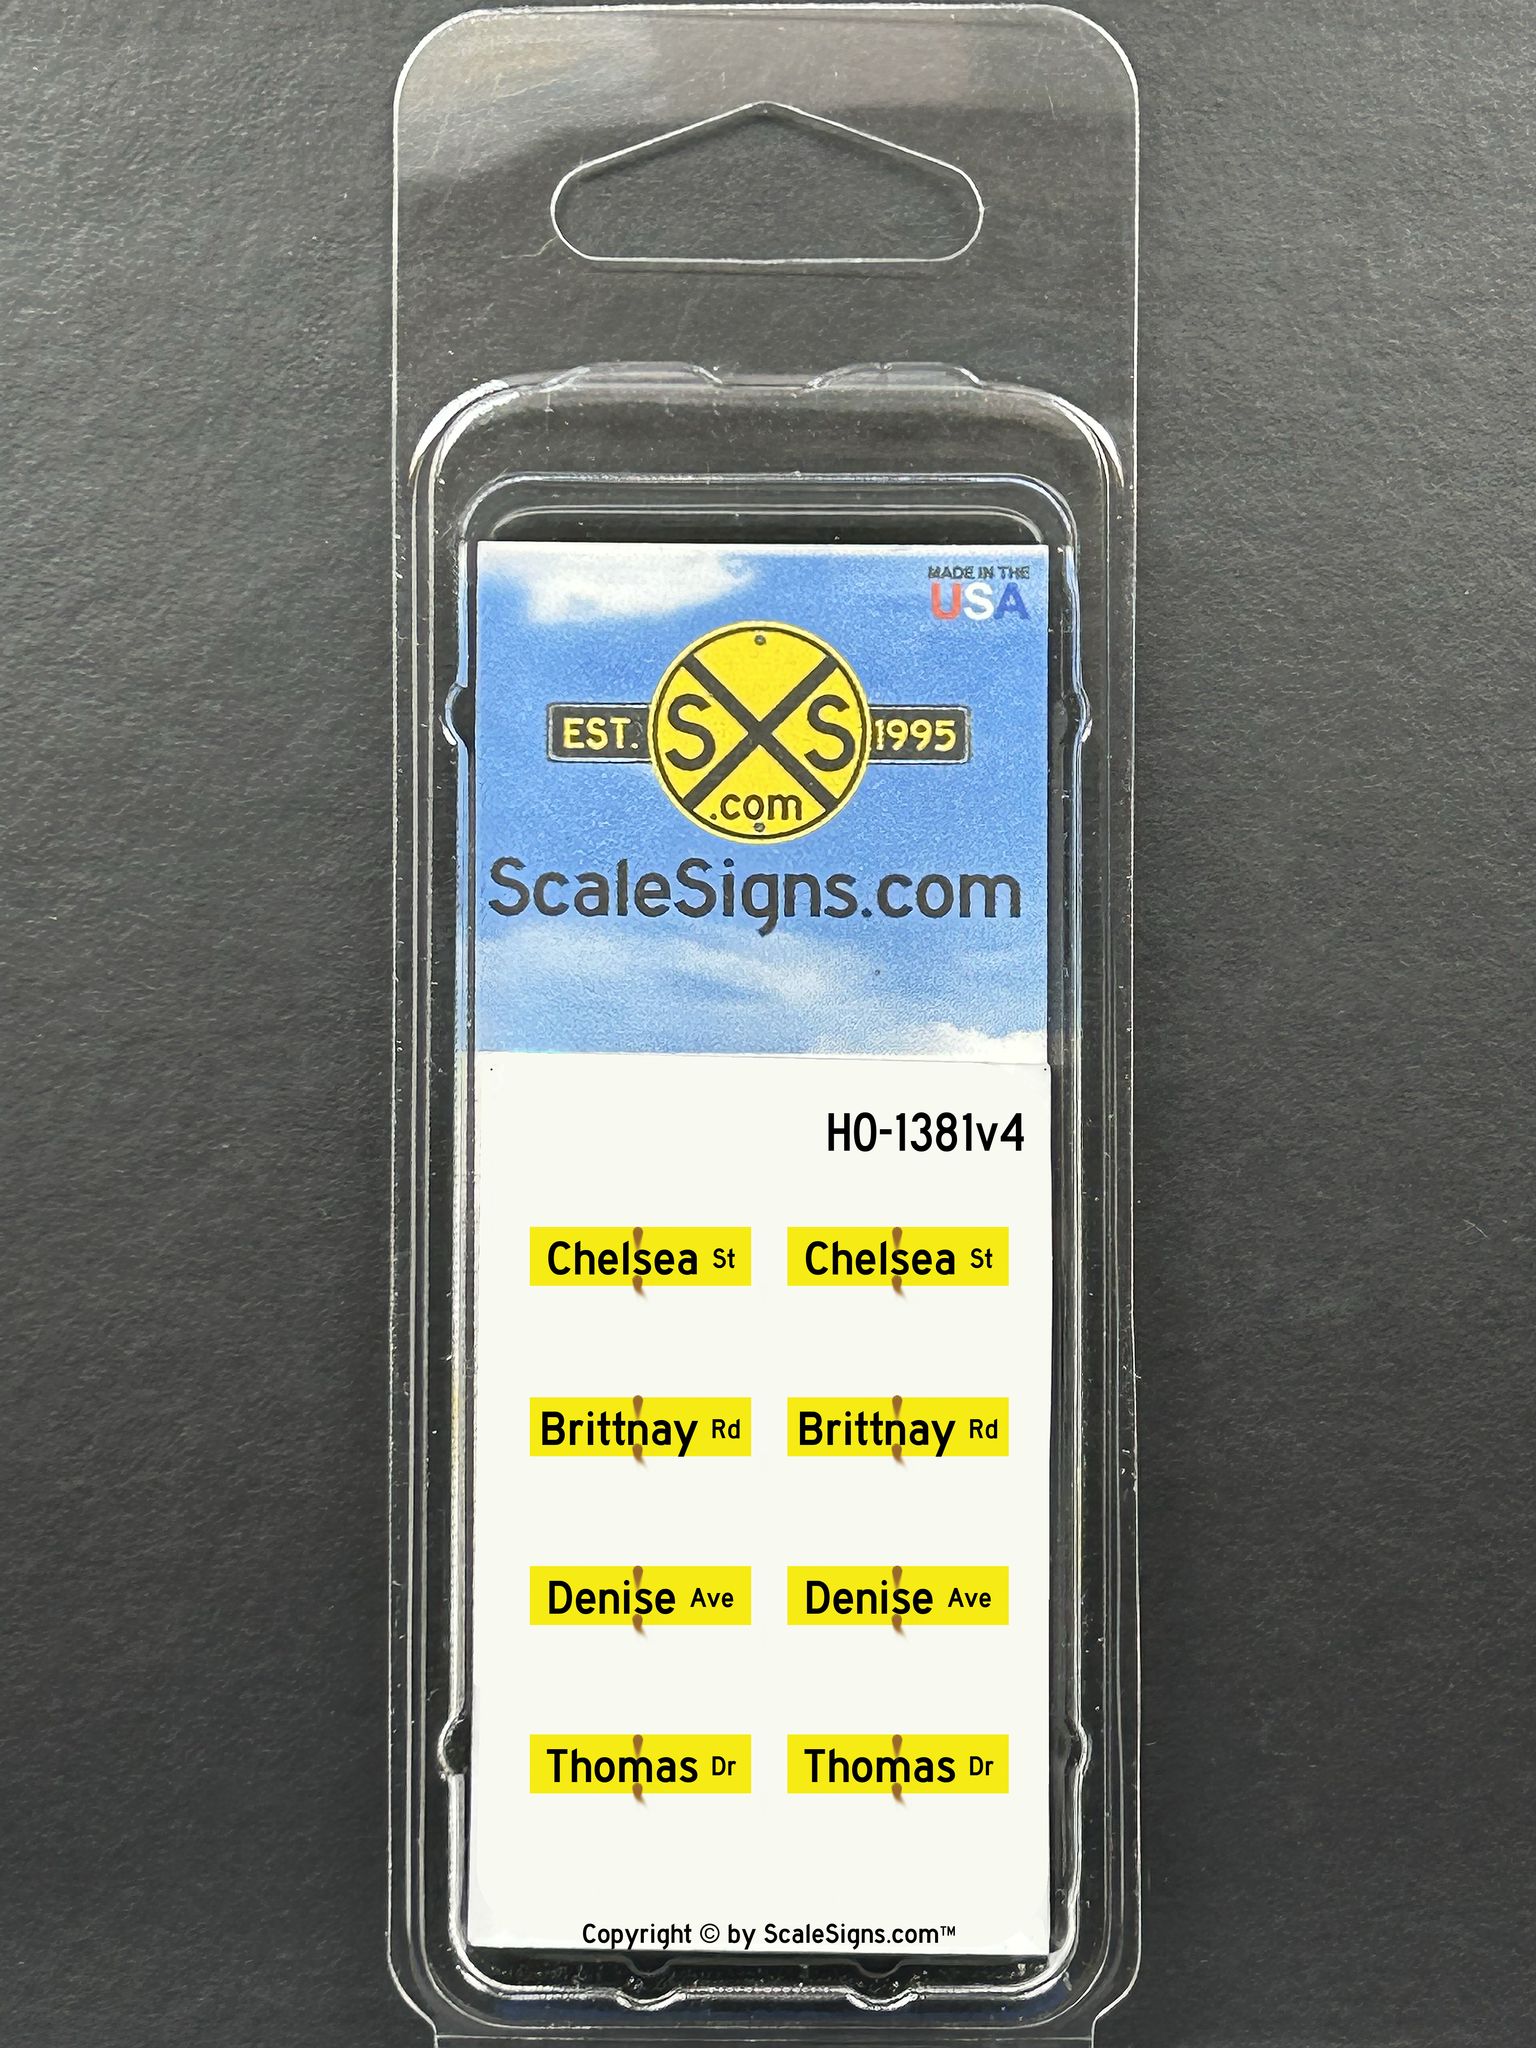 MADE IN THE
USA
EST. S S 1995
.com
ScaleSigns.com
HO-1381v4
Chelsea St Chelsea St
Brittnay Rd Brittnay Rd
Denise Ave Denise Ave
Thomas Dr Thomas Dr
Copyright © by ScaleSigns.com™